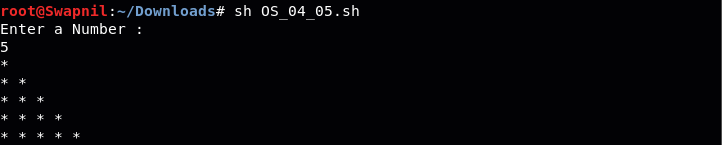 root@Swapnil:~/Downloads# sh OS_04_05.sh
Enter a Number :
5
*
* *
* * *
* * * *
* * * * *